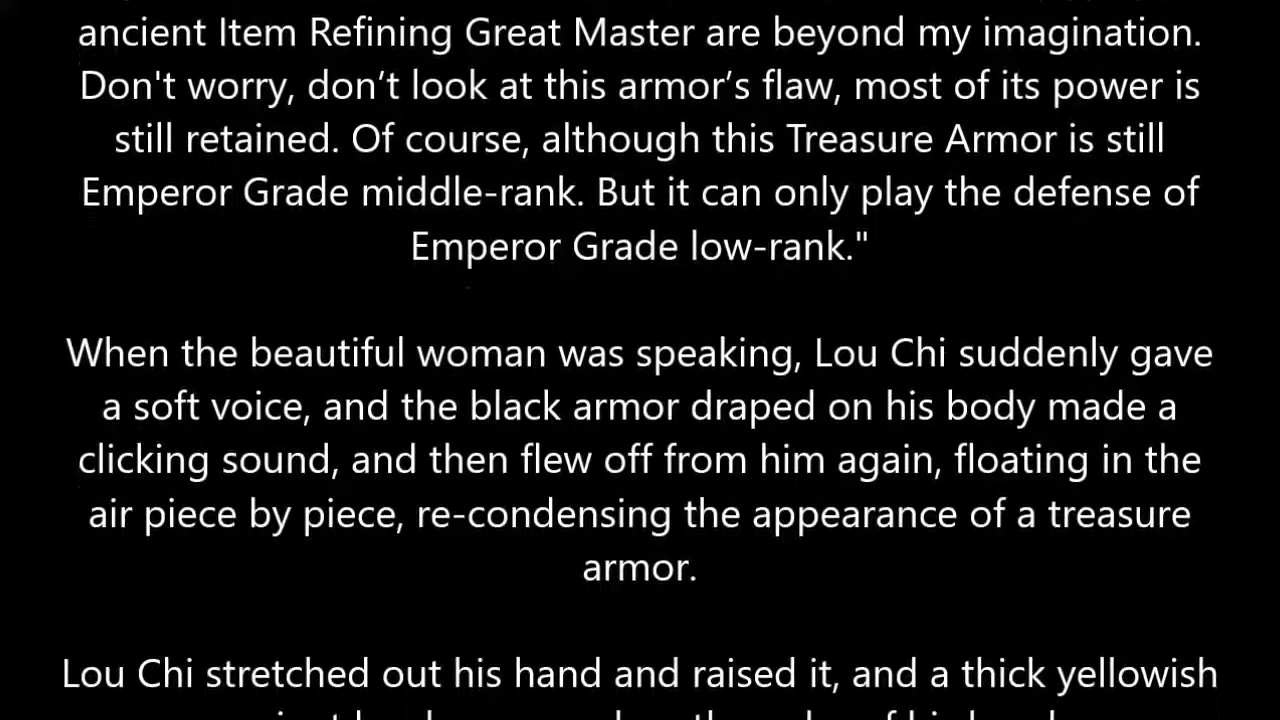 ancient Item Refining Great Master are beyond my imagination.
Don't worry, don’t look at this armor’s flaw, most of its power is
still retained. Of course, although this Treasure Armor is still
Emperor Grade middle-rank. But it can only play the defense of
Emperor Grade low-rank."
When the beautiful woman was speaking, Lou Chi suddenly gave
a soft voice, and the black armor draped on his body made a
clicking sound, and then flew off from him again, floating in the
air piece by piece, re-condensing the appearance of a treasure
armor.
Lou Chi stretched out his hand and raised it, and a thick yellowish